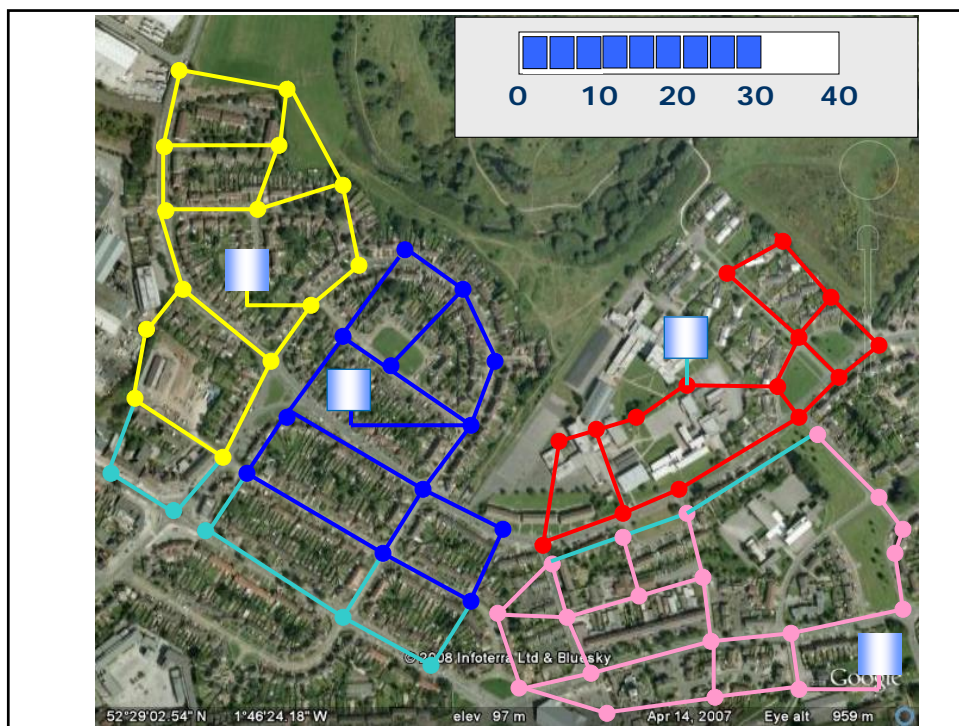 0 10 20 30 40
© 2008 Infoterra Ltd & Bluesky
Google
52°29'02.54" N 1°46'24.18" W elev 97 m Apr 14, 2007 Eye alt 959 m